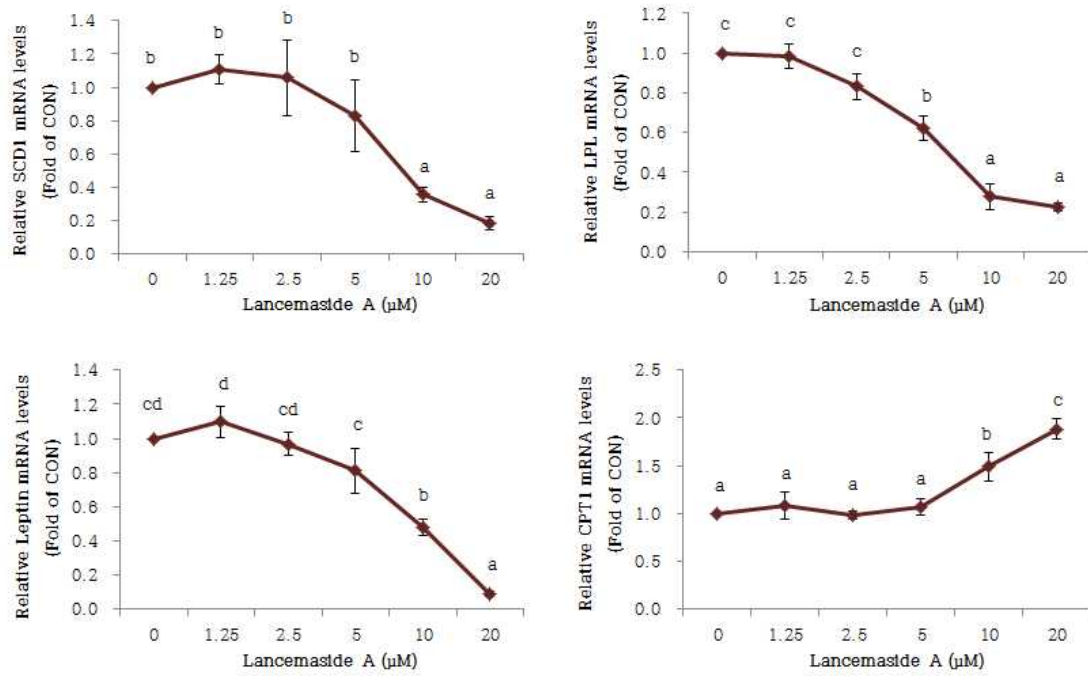 Relative SCD1 mRNA levels
(Fold of CON)
1.4
1.2
1.0
0.8
0.6
0.4
0.2
0.0
b
b
b
b
a
a
0 1.25 2.5 5 10 20
Lancemaside A (μM)
Relative LPL mRNA levels
(Fold of CON)
1.2
1.0
0.8
0.6
0.4
0.2
0.0
c
c
c
b
a
a
0 1.25 2.5 5 10 20
Lancemaside A (μM)
Relative Leptin mRNA levels
(Fold of CON)
1.4
1.2
1.0
0.8
0.6
0.4
0.2
0.0
cd
d
cd
c
b
a
0 1.25 2.5 5 10 20
Lancemaside A (μM)
Relative CPT1 mRNA levels
(Fold of CON)
2.5
2.0
1.5
1.0
0.5
0.0
a
a
a
a
b
c
0 1.25 2.5 5 10 20
Lancemaside A (μM)